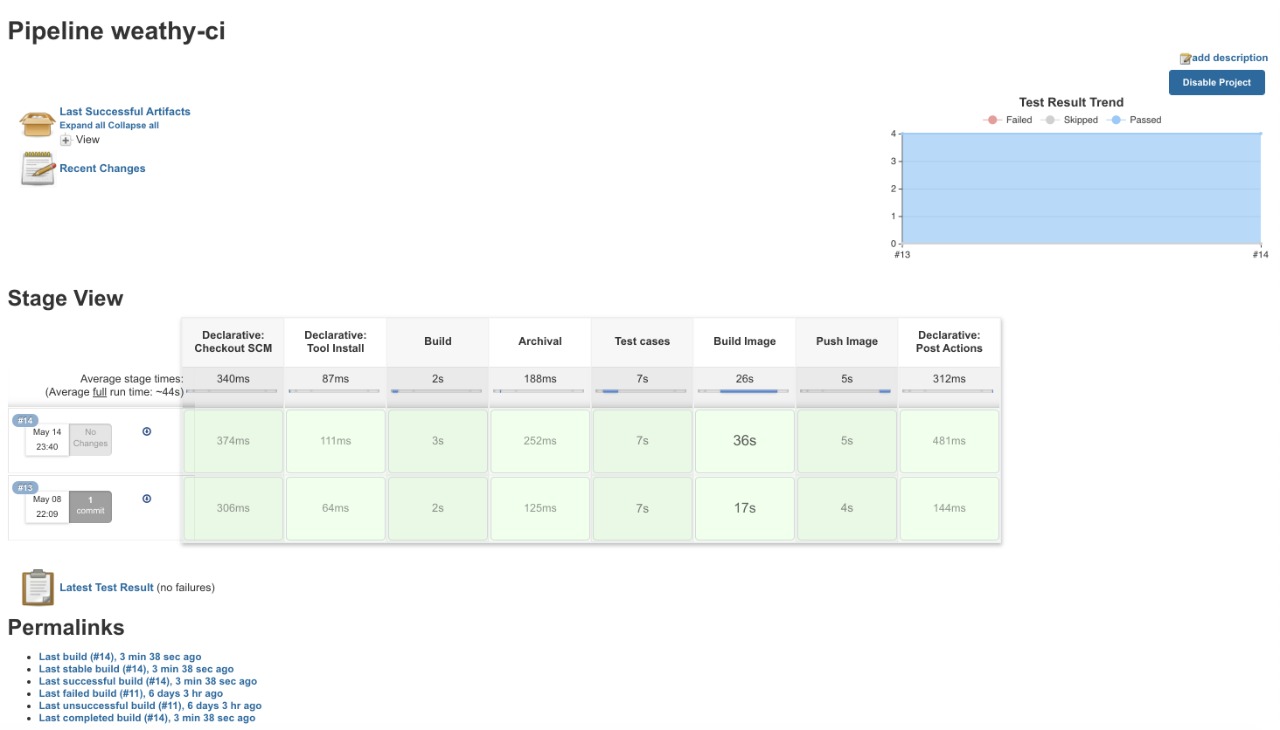 Pipeline weathy-ci
add description
Disable Project
Last Successful Artifacts
Expand all Collapse all
View
Recent Changes
Test Result Trend
Failed Skipped Passed
4
3
2
1
0
#13 #14
Stage View
Declarative: Checkout SCM
Declarative: Tool Install
Build
Archival
Test cases
Build Image
Push Image
Declarative: Post Actions
Average stage times:
(Average full run time: ~44s)
340ms 87ms 2s 188ms 7s 26s 5s 312ms
#14
May 14
23:40
No
Changes
374ms 111ms 3s 252ms 7s 36s 5s 481ms
#13
May 08
22:09
1
commit
306ms 64ms 2s 125ms 7s 17s 4s 144ms
Latest Test Result (no failures)
Permalinks
Last build (#14), 3 min 38 sec ago
Last stable build (#14), 3 min 38 sec ago
Last successful build (#14), 3 min 38 sec ago
Last failed build (#11), 6 days 3 hr ago
Last unsuccessful build (#11), 6 days 3 hr ago
Last completed build (#14), 3 min 38 sec ago